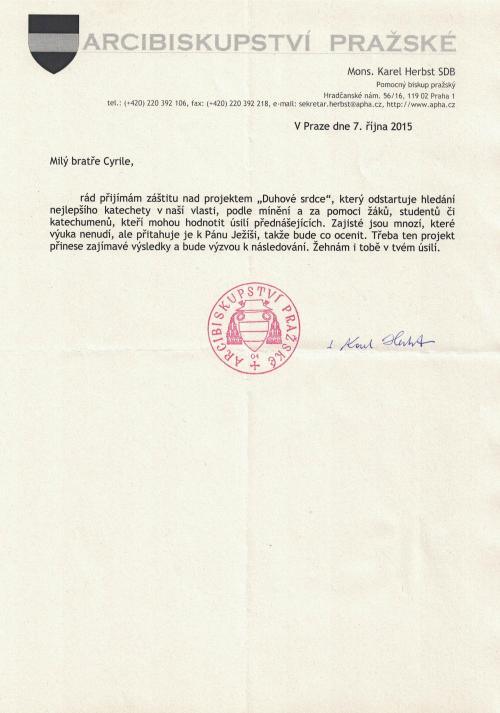 ARCIBISKUPSTVÍ PRAŽSKÉ
Mons. Karel Herbst SDB
Pomocný biskup pražský
Hradčanské nám. 56/16, 119 02 Praha 1
tel.: (+420) 220 392 106, fax: (+420) 220 392 218, e-mail: sekretar.herbst@apha.cz, http://www.apha.cz
V Praze dne 7. října 2015
Milý bratře Cyrile,
rád přijímám záštitu nad projektem „Duhové srdce“, který odstartuje hledání
nejlepšího katechety v naší vlasti, podle mínění a za pomoci žáků, studentů či
katechumenů, kteří mohou hodnotit úsilí přednášejících. Zajisté jsou mnozí, které
výuka nenudí, ale přitahuje je k Pánu Ježíši, takže bude co ocenit. Třeba ten projekt
přinese zajímavé výsledky a bude výzvou k následování. Žehnám i tobě v tvém úsilí.
ARCIBISKUPSTVÍ PRAŽSKÉ
04
Karel Herbst